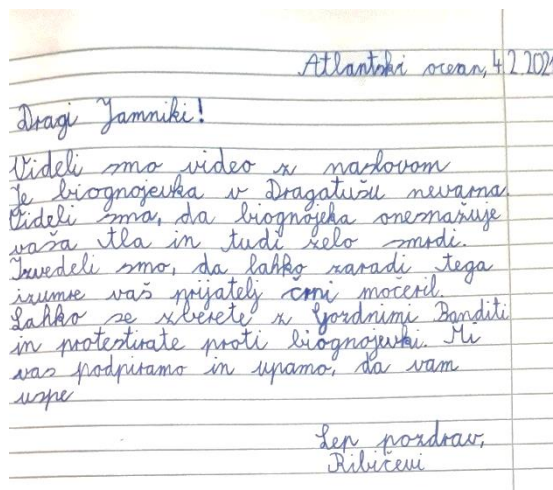 Atlantski ocean, 4.2.2021
Dragi Jamniki!
Videli smo video z naslovom
Je biognojevka v Dragatušu nevarna.
Videli sma, da biognojeka onesnažuje
vaša tla in tudi zelo smrdi.
Izvedeli smo, da lahko zaradi tega
izumre vaš prijatelj črni močeril.
Lahko se zberete z Gozdnimi Banditi
in protestirate proti biognojevki. Mi
vas podpiramo in upamo, da vam
uspe
Lep pozdrav,
Ribičevi